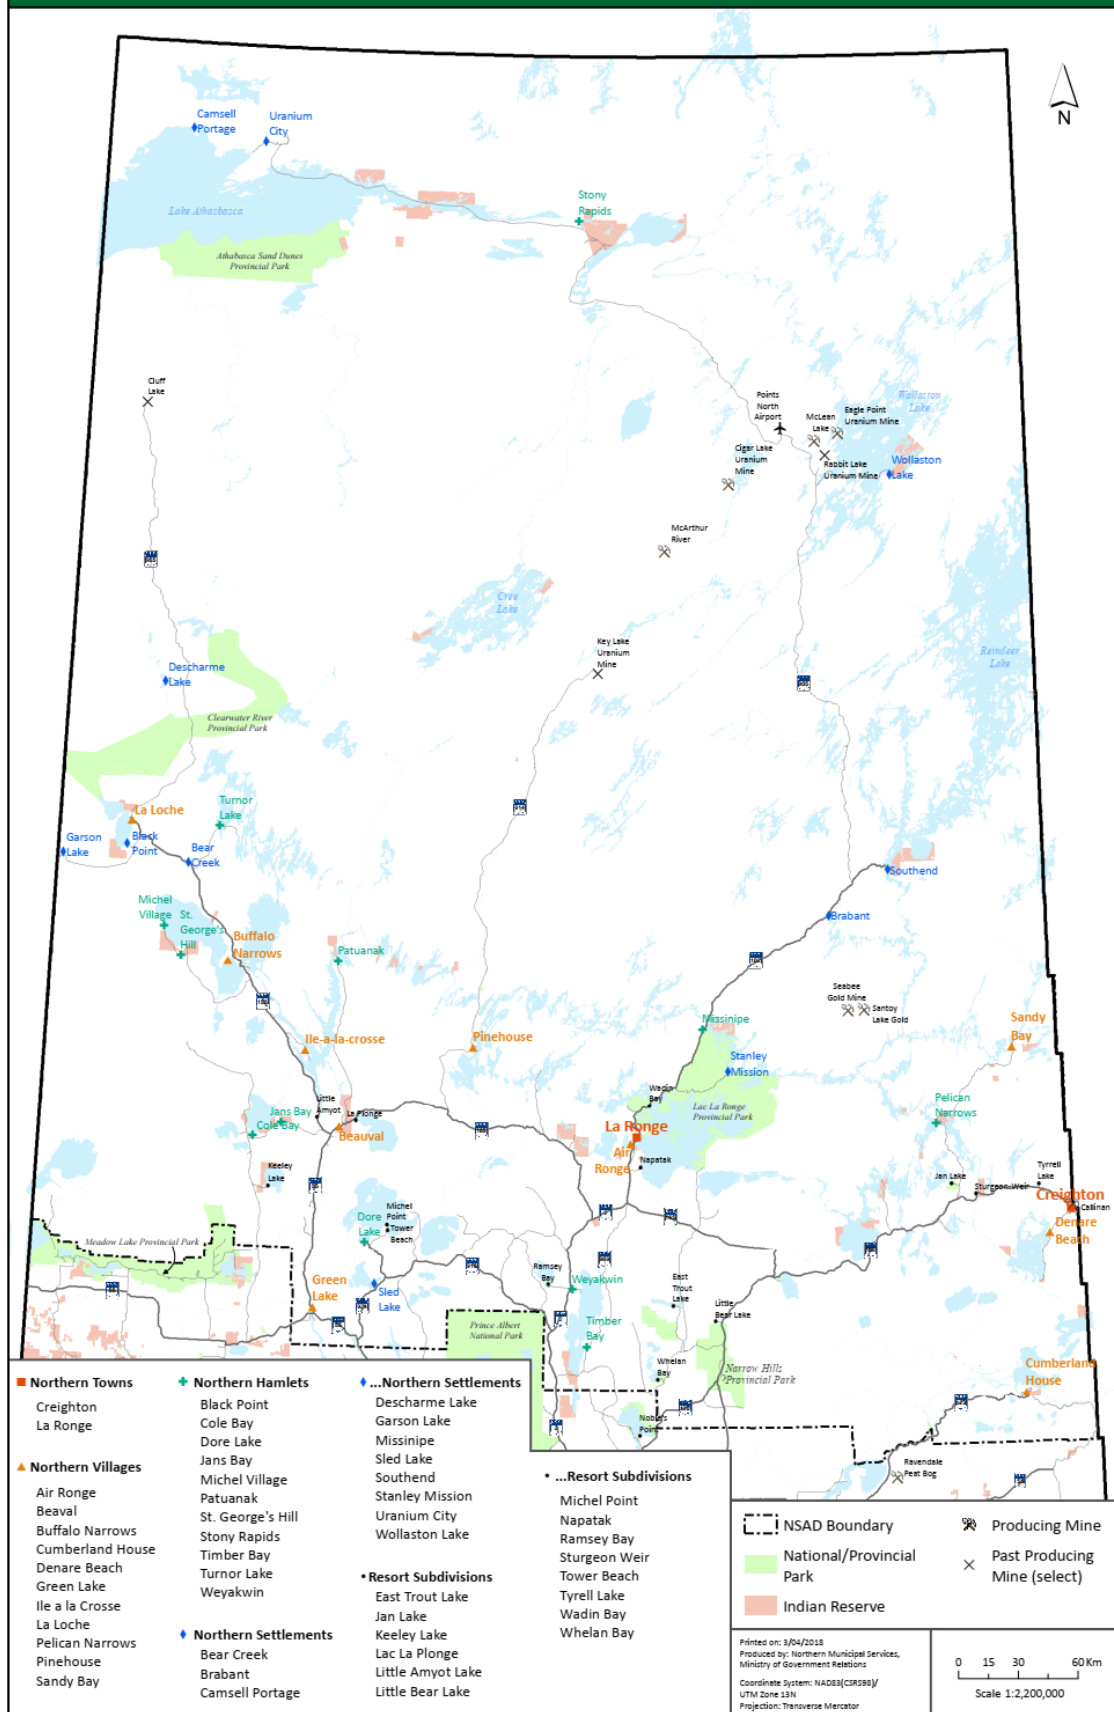 Camsell
Portage
Uranium
City
Lake Athabasca
Stony
Rapids
Athabasca Sand Dunes
Provincial Park
N
Cluff
Lake
Points
North
Airport
McLean
Lake
Eagle Point
Uranium Mine
Wollaston
Lake
Cigar Lake
Uranium
Mine
Rabbit Lake
Uranium Mine
Wollaston
Lake
McArthur
River
Cree
Lake
Key Lake
Uranium
Mine
Reindeer
Lake
Descharme
Lake
Clearwater River
Provincial Park
La Loche
Turnor
Lake
Garson
Lake
Black
Point
Bear
Creek
Southend
Michel
Village
St.
George's
Hill
Buffalo
Narrows
Patuanak
Brabant
Seabee
Gold Mine
Santoy
Lake Gold
Ile-a-la-crosse
Pinehouse
Missinipe
Stanley
Mission
Sandy
Bay
Wadin
Bay
Lac La Ronge
Provincial Park
Pelican
Narrows
Little
Amyot
La Plonge
Jans Bay
Cole Bay
Beauval
La Ronge
Air
Ronge
Napatak
Keeley
Lake
Jan Lake
Sturgeon Weir
Tyrrell
Lake
Creighton
Callinan
Denare
Beach
Michel
Point
Tower
Beach
Dore
Lake
Meadow Lake Provincial Park
Green
Lake
Sled
Lake
Ramsey
Bay
Weyakwin
East
Trout
Lake
Little
Bear Lake
Prince Albert
National Park
Timber
Bay
Whelan
Bay
Narrow Hills
Provincial Park
Cumberland
House
Noble's
Point
Ravendale
Peat Bog
Northern Towns
Creighton
La Ronge
Northern Villages
Air Ronge
Beaval
Buffalo Narrows
Cumberland House
Denare Beach
Green Lake
Ile a la Crosse
La Loche
Pelican Narrows
Pinehouse
Sandy Bay
Northern Hamlets
Black Point
Cole Bay
Dore Lake
Jans Bay
Michel Village
Patuanak
St. George's Hill
Stony Rapids
Timber Bay
Turnor Lake
Weyakwin
Northern Settlements
Bear Creek
Brabant
Camsell Portage
...Northern Settlements
Descharme Lake
Garson Lake
Missinipe
Sled Lake
Southend
Stanley Mission
Uranium City
Wollaston Lake
Resort Subdivisions
East Trout Lake
Jan Lake
Keeley Lake
Lac La Plonge
Little Amyot Lake
Little Bear Lake
...Resort Subdivisions
Michel Point
Napatak
Ramsey Bay
Sturgeon Weir
Tower Beach
Tyrell Lake
Wadin Bay
Whelan Bay
NSAD Boundary
National/Provincial
Park
Indian Reserve
Producing Mine
Past Producing
Mine (select)
Printed on: 3/04/2018
Produced by: Northern Municipal Services,
Ministry of Government Relations
Coordinate System: NAD83(CSRS98)/
UTM Zone 13N
Projection: Transverse Mercator
0 15 30 60 Km
Scale 1:2,200,000